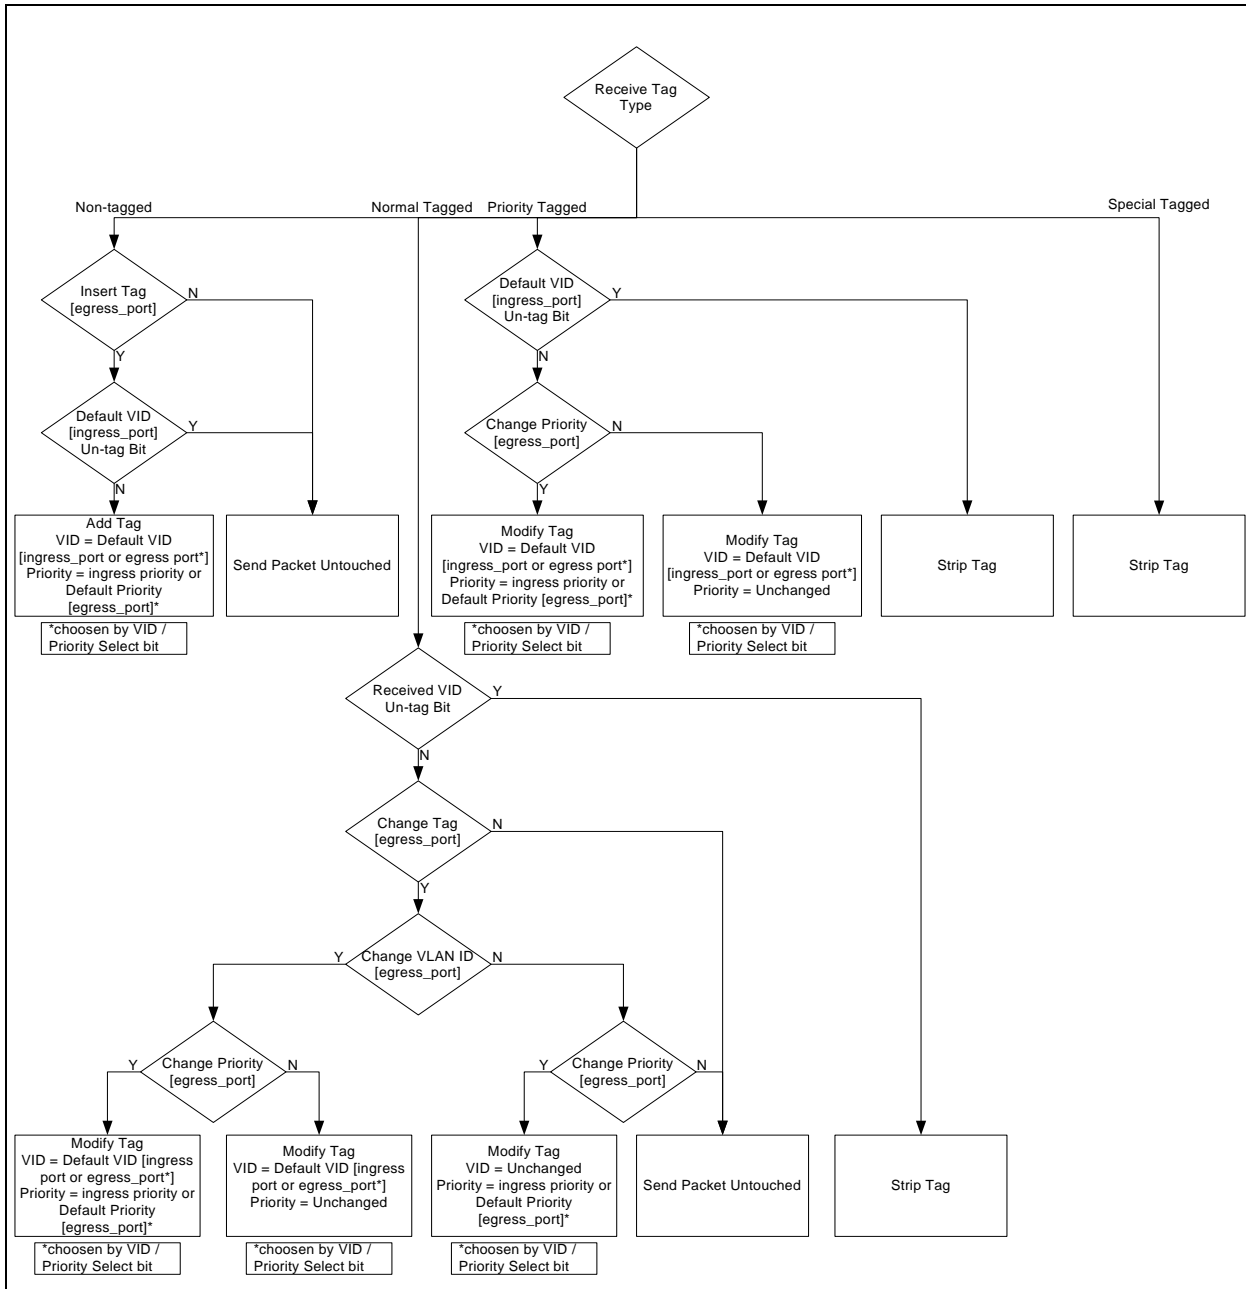 Receive Tag
Type
Non-tagged
Normal Tagged
Priority Tagged
Special Tagged
Insert Tag
[egress_port]
N
Y
Default VID
[ingress_port]
Un-tag Bit
Y
N
Default VID
[ingress_port]
Un-tag Bit
Y
N
Change Priority
[egress_port]
N
Y
Add Tag
VID = Default VID
[ingress_port or egress port*]
Priority = ingress priority or
Default Priority
[egress_port]*
*choosen by VID /
Priority Select bit
Send Packet Untouched
Modify Tag
VID = Default VID
[ingress_port or egress port*]
Priority = ingress priority or
Default Priority [egress_port]*
*choosen by VID /
Priority Select bit
Modify Tag
VID = Default VID
[ingress_port or egress port*]
Priority = Unchanged
*choosen by VID /
Priority Select bit
Strip Tag
Strip Tag
Received VID
Un-tag Bit
Y
N
Change Tag
[egress_port]
N
Y
Change VLAN ID
[egress_port]
Y
N
Change Priority
[egress_port]
Y
N
Change Priority
[egress_port]
Y
N
Modify Tag
VID = Default VID [ingress
port or egress_port*]
Priority = ingress priority or
Default Priority
[egress_port]*
*choosen by VID /
Priority Select bit
Modify Tag
VID = Default VID [ingress
port or egress_port*]
Priority = Unchanged
*choosen by VID /
Priority Select bit
Modify Tag
VID = Unchanged
Priority = ingress priority or
Default Priority
[egress_port]*
*choosen by VID /
Priority Select bit
Send Packet Untouched
Strip Tag